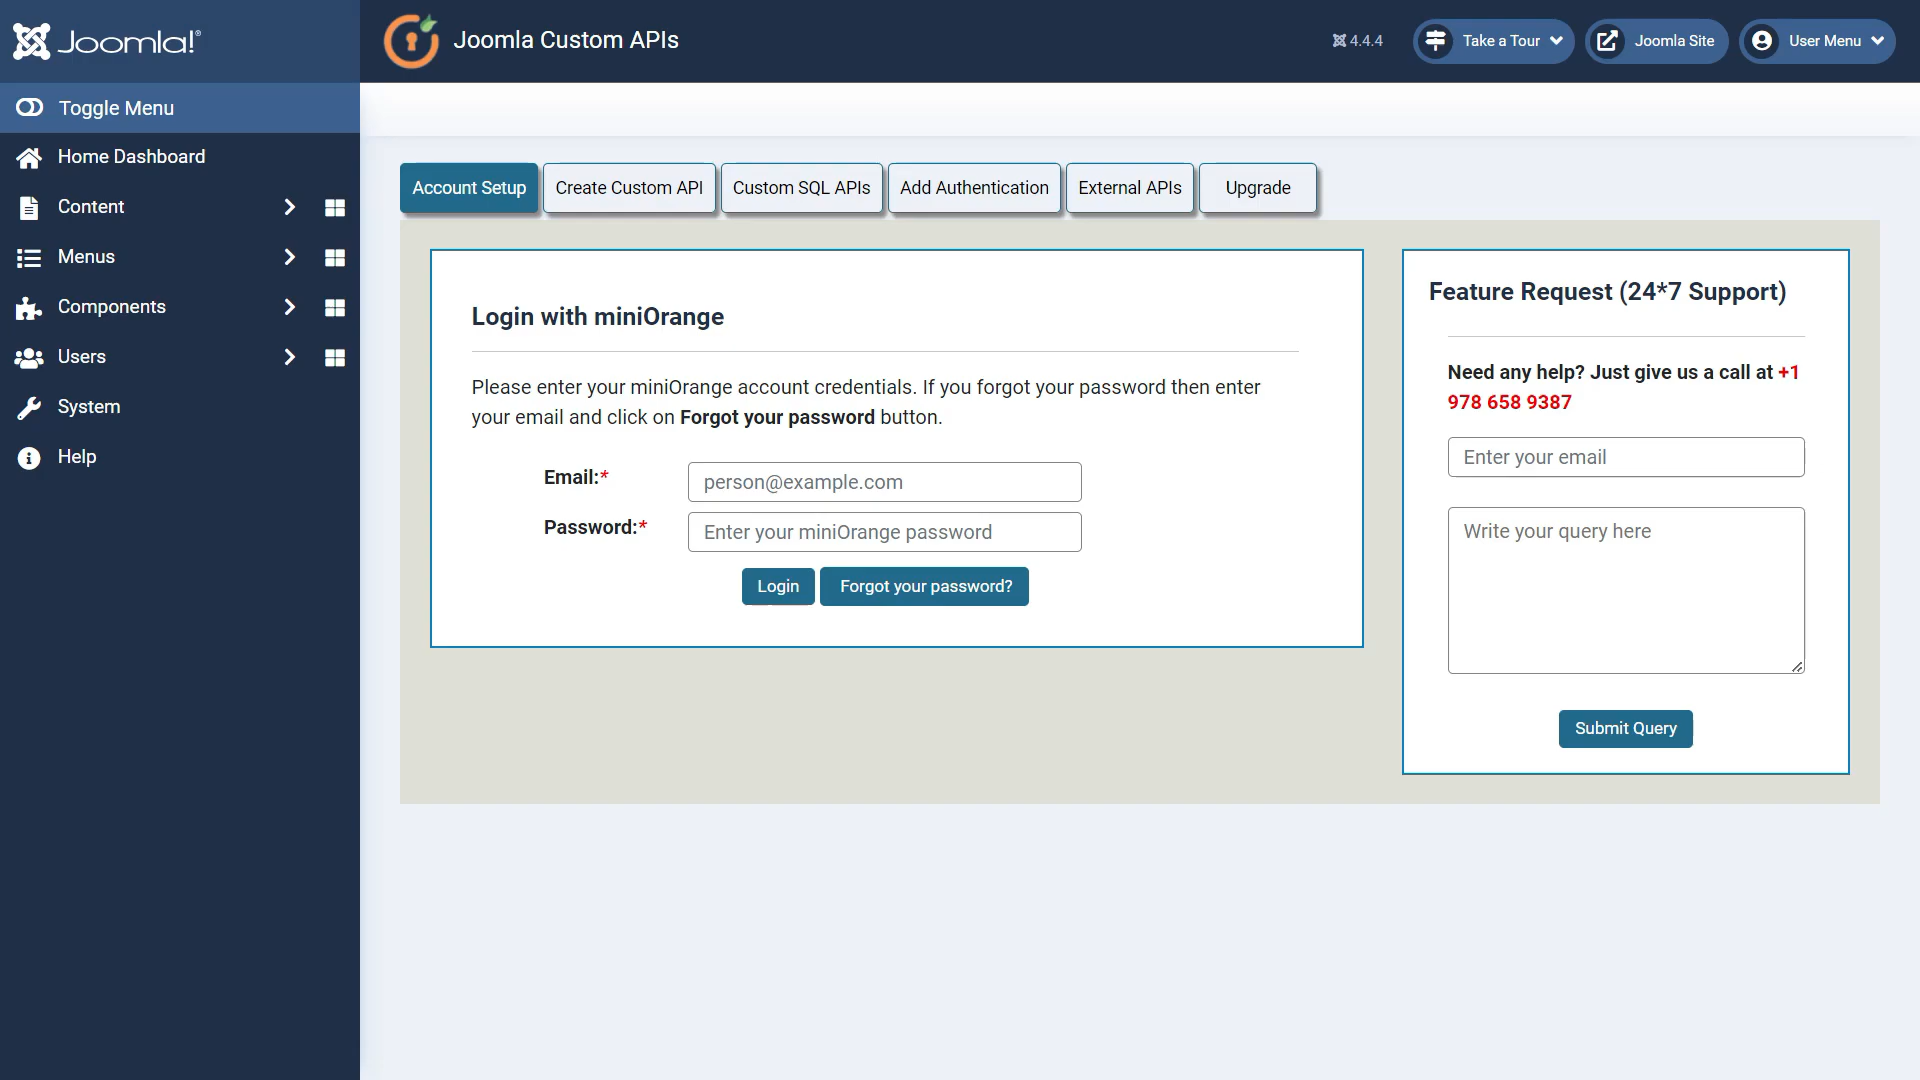 Joomla!®
Joomla Custom APIs
4.4.4
Take a Tour
Joomla Site
User Menu
Toggle Menu
Home Dashboard
Content
Menus
Components
Users
System
Help
Account Setup
Create Custom API
Custom SQL APIs
Add Authentication
External APIs
Upgrade
Login with miniOrange
Please enter your miniOrange account credentials. If you forgot your password then enter
your email and click on Forgot your password button.
Email:*
person@example.com
Password:*
Enter your miniOrange password
Login
Forgot your password?
Feature Request (24*7 Support)
Need any help? Just give us a call at +1
978 658 9387
Enter your email
Write your query here
Submit Query